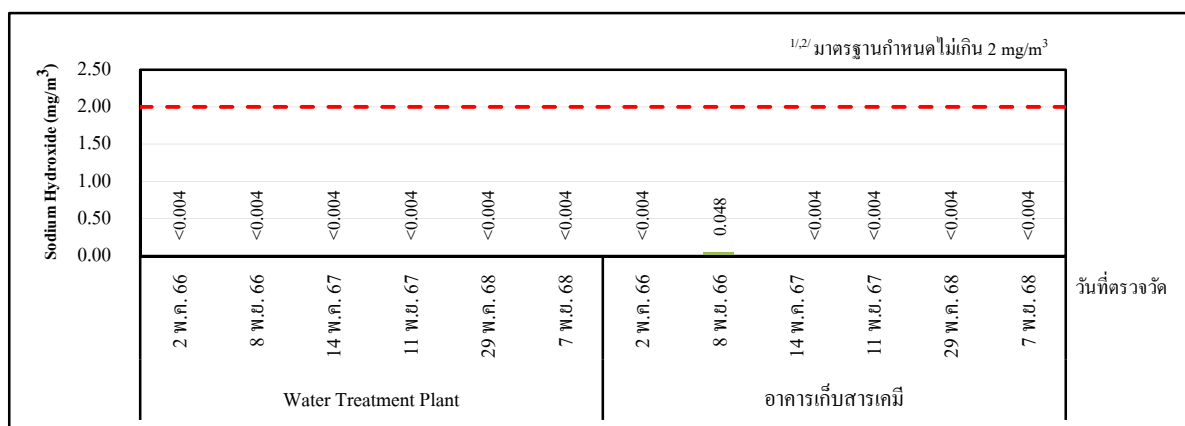 1/,2/ มาตรฐานกำหนดไม่เกิน 2 mg/m3
Sodium Hydroxide (mg/m3)
2.50
2.00
1.50
1.00
0.50
0.00
<0.004
<0.004
<0.004
<0.004
<0.004
<0.004
<0.004
0.048
<0.004
<0.004
<0.004
<0.004
2 พ.ค. 66
8 พ.ย. 66
14 พ.ค. 67
11 พ.ย. 67
29 พ.ค. 68
7 พ.ย. 68
2 พ.ค. 66
8 พ.ย. 66
14 พ.ค. 67
11 พ.ย. 67
29 พ.ค. 68
7 พ.ย. 68
วันที่ตรวจวัด
Water Treatment Plant
อาคารเก็บสารเคมี